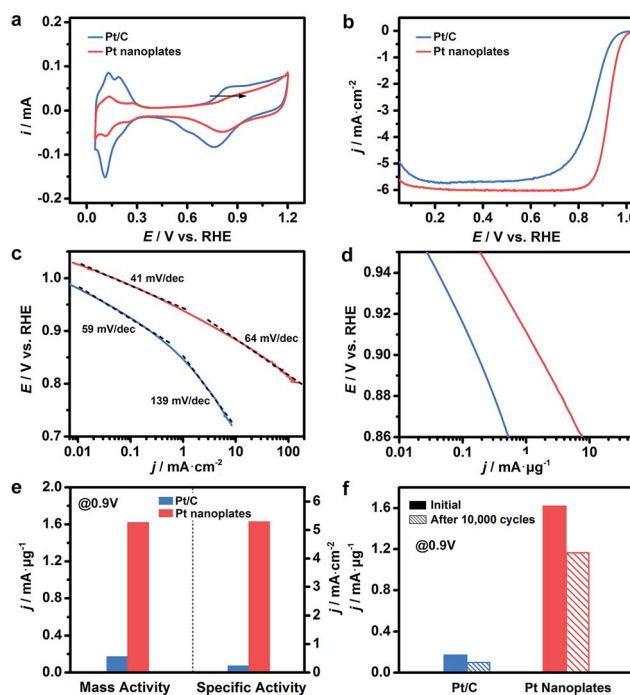 a
Pt/C
Pt nanoplates
i / mA
0.2
0.1
0.0
-0.1
-0.2
0.0 0.3 0.6 0.9 1.2
E / V vs. RHE
b
Pt/C
Pt nanoplates
j / mA·cm-2
0
-1
-2
-3
-4
-5
-6
0.2 0.4 0.6 0.8 1.0
E / V vs. RHE
c
41 mV/dec
59 mV/dec
64 mV/dec
139 mV/dec
E / V vs. RHE
1.0
0.9
0.8
0.7
0.01 0.1 1 10 100
j / mA·cm-2
d
E / V vs. RHE
0.94
0.92
0.90
0.88
0.86
0.01 0.1 1 10
j / mA·μg-1
e
@0.9V
Pt/C
Pt nanoplates
j / mA·μg-1
2.0
1.6
1.2
0.8
0.4
0.0
6
5
4
3
2
1
0
j / mA·cm-2
Mass Activity Specific Activity
f
Initial
After 10,000 cycles
@0.9V
j / mA·μg-1
1.6
1.2
0.8
0.4
0.0
Pt/C Pt Nanoplates